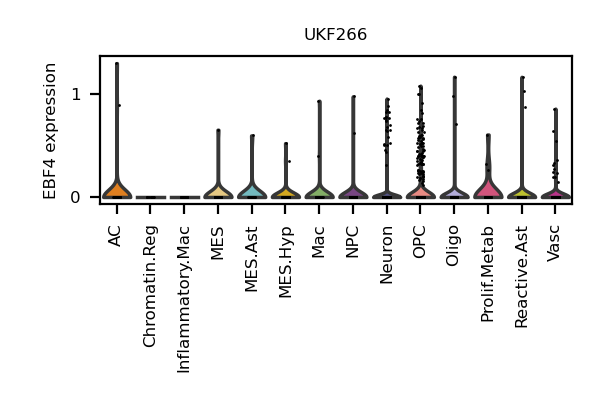 UKF266
EBF4 expression
1
0
AC
Chromatin.Reg
Inflammatory.Mac
MES
MES.Ast
MES.Hyp
Mac
NPC
Neuron
OPC
Oligo
Prolif.Metab
Reactive.Ast
Vasc